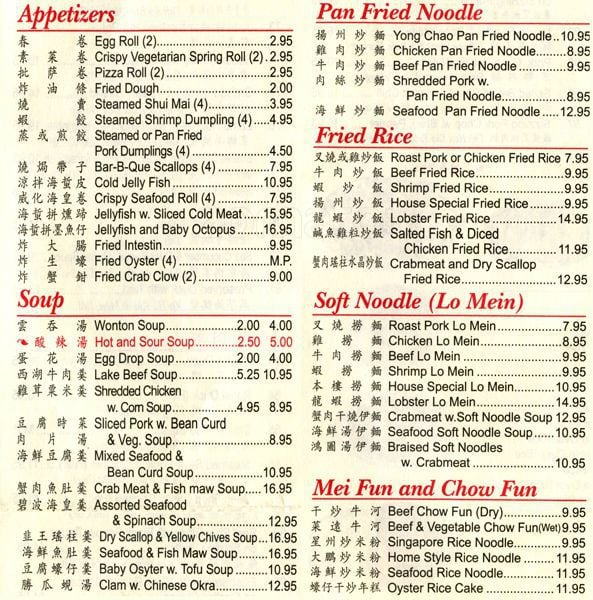 Appetizers
春 卷 Egg Roll (2).......2.95
素 菜 卷 Crispy Vegetarian Spring Roll (2).2.95
批 薩 卷 Pizza Roll (2).......2.95
炸 油 條 Fried Dough.......2.00
燒 賣 Steamed Shui Mai (4).......3.95
蝦 餃 Steamed Shrimp Dumpling (4)....4.95
蒸 或 煎 餃 Steamed or Pan Fried
Pork Dumplings (4).......4.50
燒 焗 帶 子 Bar-B-Que Scallops (4).......7.95
涼 拌 海 蜇 皮 Cold Jelly Fish.......10.95
威 化 海 皇 卷 Crispy Seafood Roll (4).......7.95
海 蜇 拼 燻 蹄 Jellyfish w. Sliced Cold Meat.....15.95
海 蜇 拼 墨 魚 仔 Jellyfish and Baby Octopus.......16.95
炸 大 腸 Fried Intestin.......9.95
炸 生 蠔 Fried Oyster (4).......M.P.
炸 蟹 鉗 Fried Crab Clow (2).......9.00
Soup
雲 吞 湯 Wonton Soup.......2.00 4.00
酸 辣 湯 Hot and Sour Soup.......2.50 5.00
蛋 花 湯 Egg Drop Soup.......2.00 4.00
西 湖 牛 肉 羹 Lake Beef Soup.......5.25 10.95
雞 茸 粟 米 羹 Shredded Chicken
w. Corn Soup.......4.95 8.95
豆 腐 時 菜 Sliced Pork w. Bean Curd
肉 片 湯 & Veg. Soup.......8.95
海 鮮 豆 腐 羹 Mixed Seafood &
Bean Curd Soup.......10.95
蟹 肉 魚 肚 羹 Crab Meat & Fish maw Soup....16.95
碧 波 海 皇 羹 Assorted Seafood
& Spinach Soup.......12.95
韮 王 瑤 柱 羹 Dry Scallop & Yellow Chives Soup...16.95
海 鮮 魚 肚 羹 Seafood & Fish Maw Soup.......16.95
豆 腐 蠔 仔 羹 Baby Osyter w. Tofu Soup.......10.95
勝 瓜 蜆 湯 Clam w. Chinese Okra.......12.95
Pan Fried Noodle
揚 州 炒 麵 Yong Chao Pan Fried Noodle..10.95
雞 肉 炒 麵 Chicken Pan Fried Noodle.......8.95
牛 肉 炒 麵 Beef Pan Fried Noodle.......9.95
肉 絲 炒 麵 Shredded Pork w.
Pan Fried Noodle.......8.95
海 鮮 炒 麵 Seafood Pan Fried Noodle.....12.95
Fried Rice
叉燒或雞炒飯 Roast Pork or Chicken Fried Rice 7.95
牛 肉 炒 飯 Beef Fried Rice.......9.95
蝦 炒 飯 Shrimp Fried Rice.......9.95
揚 州 炒 飯 House Special Fried Rice.......9.95
龍 蝦 炒 飯 Lobster Fried Rice.......14.95
鹹魚雞粒炒飯 Salted Fish & Diced
Chicken Fried Rice.......11.95
蟹肉瑤柱水晶炒飯 Crabmeat and Dry Scallop
Fried Rice.......12.95
Soft Noodle (Lo Mein)
叉 燒 撈 麵 Roast Pork Lo Mein.......7.95
雞 撈 麵 Chicken Lo Mein.......8.95
牛 肉 撈 麵 Beef Lo Mein.......9.95
蝦 撈 麵 Shrimp Lo Mein.......9.95
本 樓 撈 麵 House Special Lo Mein.......10.95
龍 蝦 撈 麵 Lobster Lo Mein.......14.95
蟹肉干燒伊麵 Crabmeat w.Soft Noodle Soup 12.95
海 鮮 湯 伊 麵 Seafood Soft Noodle Soup.....10.95
鴻 圖 湯 伊 麵 Braised Soft Noodles
w. Crabmeat.......10.95
Mei Fun and Chow Fun
干 炒 牛 河 Beef Chow Fun (Dry).......9.95
菜 遠 牛 河 Beef & Vegetable Chow Fun(Wet)9.95
星 州 炒 米 粉 Singapore Rice Noodle.......9.95
大 鵬 炒 米 粉 Home Style Rice Noodle.......11.95
海 鮮 炒 米 粉 Seafood Rice Noodle.......11.95
蠔仔干炒年糕 Oyster Rice Cake.......11.95